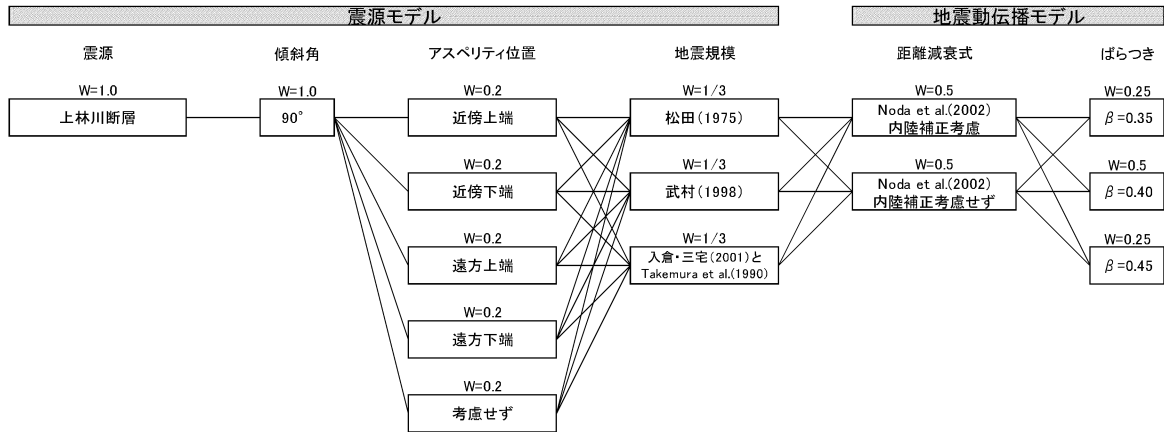 震源モデル
地震動伝播モデル
震源
傾斜角
アスペリティ位置
地震規模
距離減衰式
ばらつき
W=1.0
上林川断層
W=1.0
90°
W=0.2
近傍上端
W=0.2
近傍下端
W=0.2
遠方上端
W=0.2
遠方下端
W=0.2
考慮せず
W=1/3
松田(1975)
W=1/3
武村(1998)
W=1/3
入倉・三宅(2001)と
Takemura et al.(1990)
W=0.5
Noda et al.(2002)
内陸補正考慮
W=0.5
Noda et al.(2002)
内陸補正考慮せず
W=0.25
β=0.35
W=0.5
β=0.40
W=0.25
β=0.45